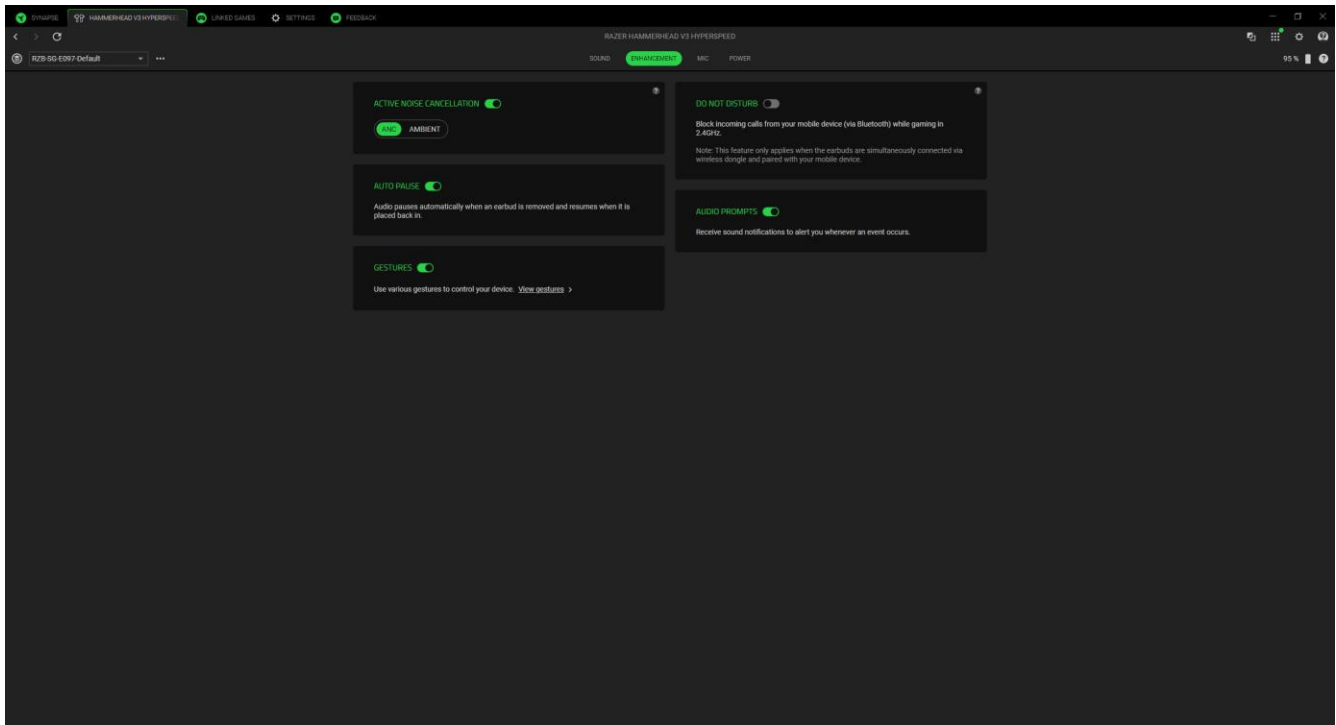 SYNAPSE
HAMMERHEAD V3 HYPERSPE
LINKED GAMES
SETTINGS
FEEDBACK
RAZER HAMMERHEAD V3 HYPERSPEED
RZB-SG-E097-Default
SOUND
ENHANCEMENT
MIC
POWER
95 %
ACTIVE NOISE CANCELLATION
ANC
AMBIENT
AUTO PAUSE
Audio pauses automatically when an earbud is removed and resumes when it is
placed back in.
GESTURES
Use various gestures to control your device. View gestures >
DO NOT DISTURB
Block incoming calls from your mobile device (via Bluetooth) while gaming in
2.4GHz.
Note: This feature only applies when the earbuds are simultaneously connected via
wireless dongle and paired with your mobile device.
AUDIO PROMPTS
Receive sound notifications to alert you whenever an event occurs.